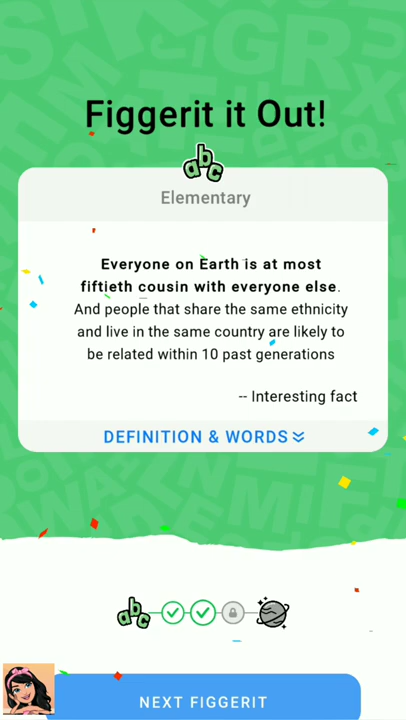 Figgerit it Out!
abc
Elementary
Everyone on Earth is at most
fiftieth cousin with everyone else.
And people that share the same ethnicity
and live in the same country are likely to
be related within 10 past generations
-- Interesting fact
DEFINITION & WORDS
abc
NEXT FIGGERIT